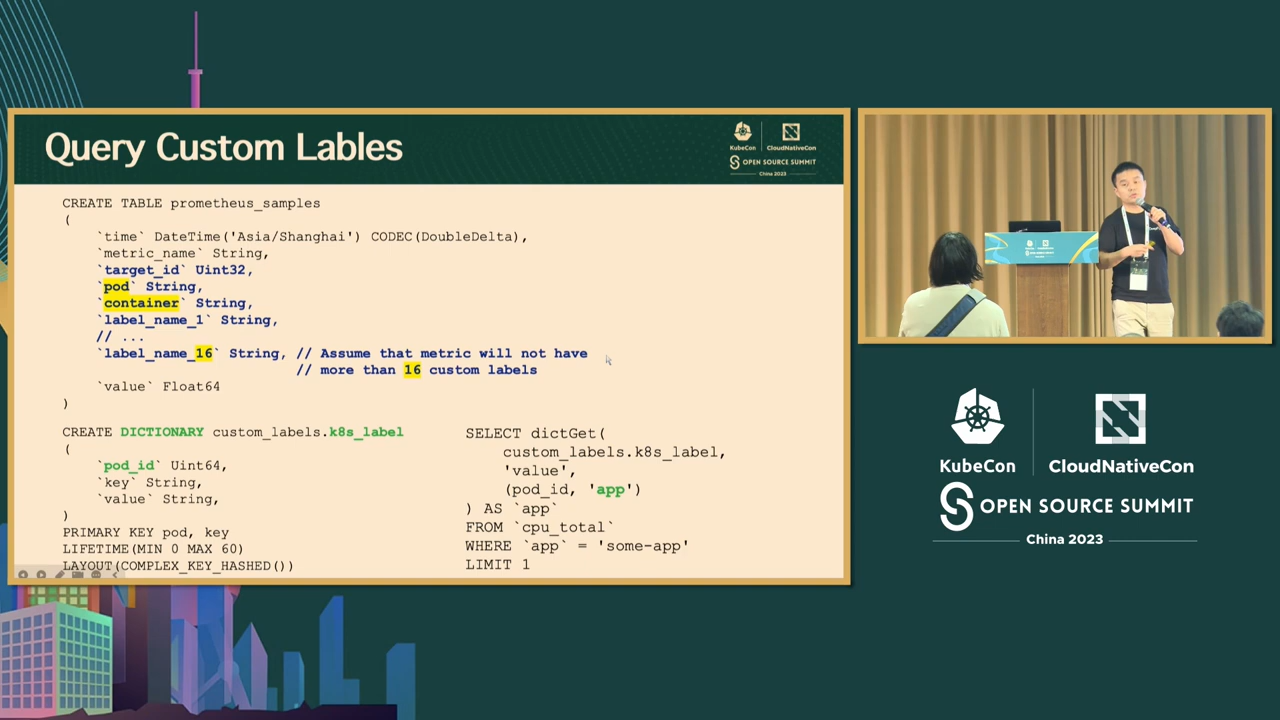 Query Custom Lables
KubeCon
CloudNativeCon
OPEN SOURCE SUMMIT
China 2023
CREATE TABLE prometheus_samples
(
`time` DateTime('Asia/Shanghai') CODEC(DoubleDelta),
`metric_name` String,
`target_id` Uint32,
`pod` String,
`container` String,
`label_name_1` String,
// ...
`label_name_16` String, // Assume that metric will not have
// more than 16 custom labels
`value` Float64
)
CREATE DICTIONARY custom_labels.k8s_label
(
`pod_id` Uint64,
`key` String,
`value` String,
)
PRIMARY KEY pod, key
LIFETIME(MIN 0 MAX 60)
LAYOUT(COMPLEX_KEY_HASHED())
SELECT dictGet(
custom_labels.k8s_label,
'value',
(pod_id, 'app')
) AS `app`
FROM `cpu_total`
WHERE `app` = 'some-app'
LIMIT 1
KubeCon
CloudNativeCon
OPEN SOURCE SUMMIT
China 2023